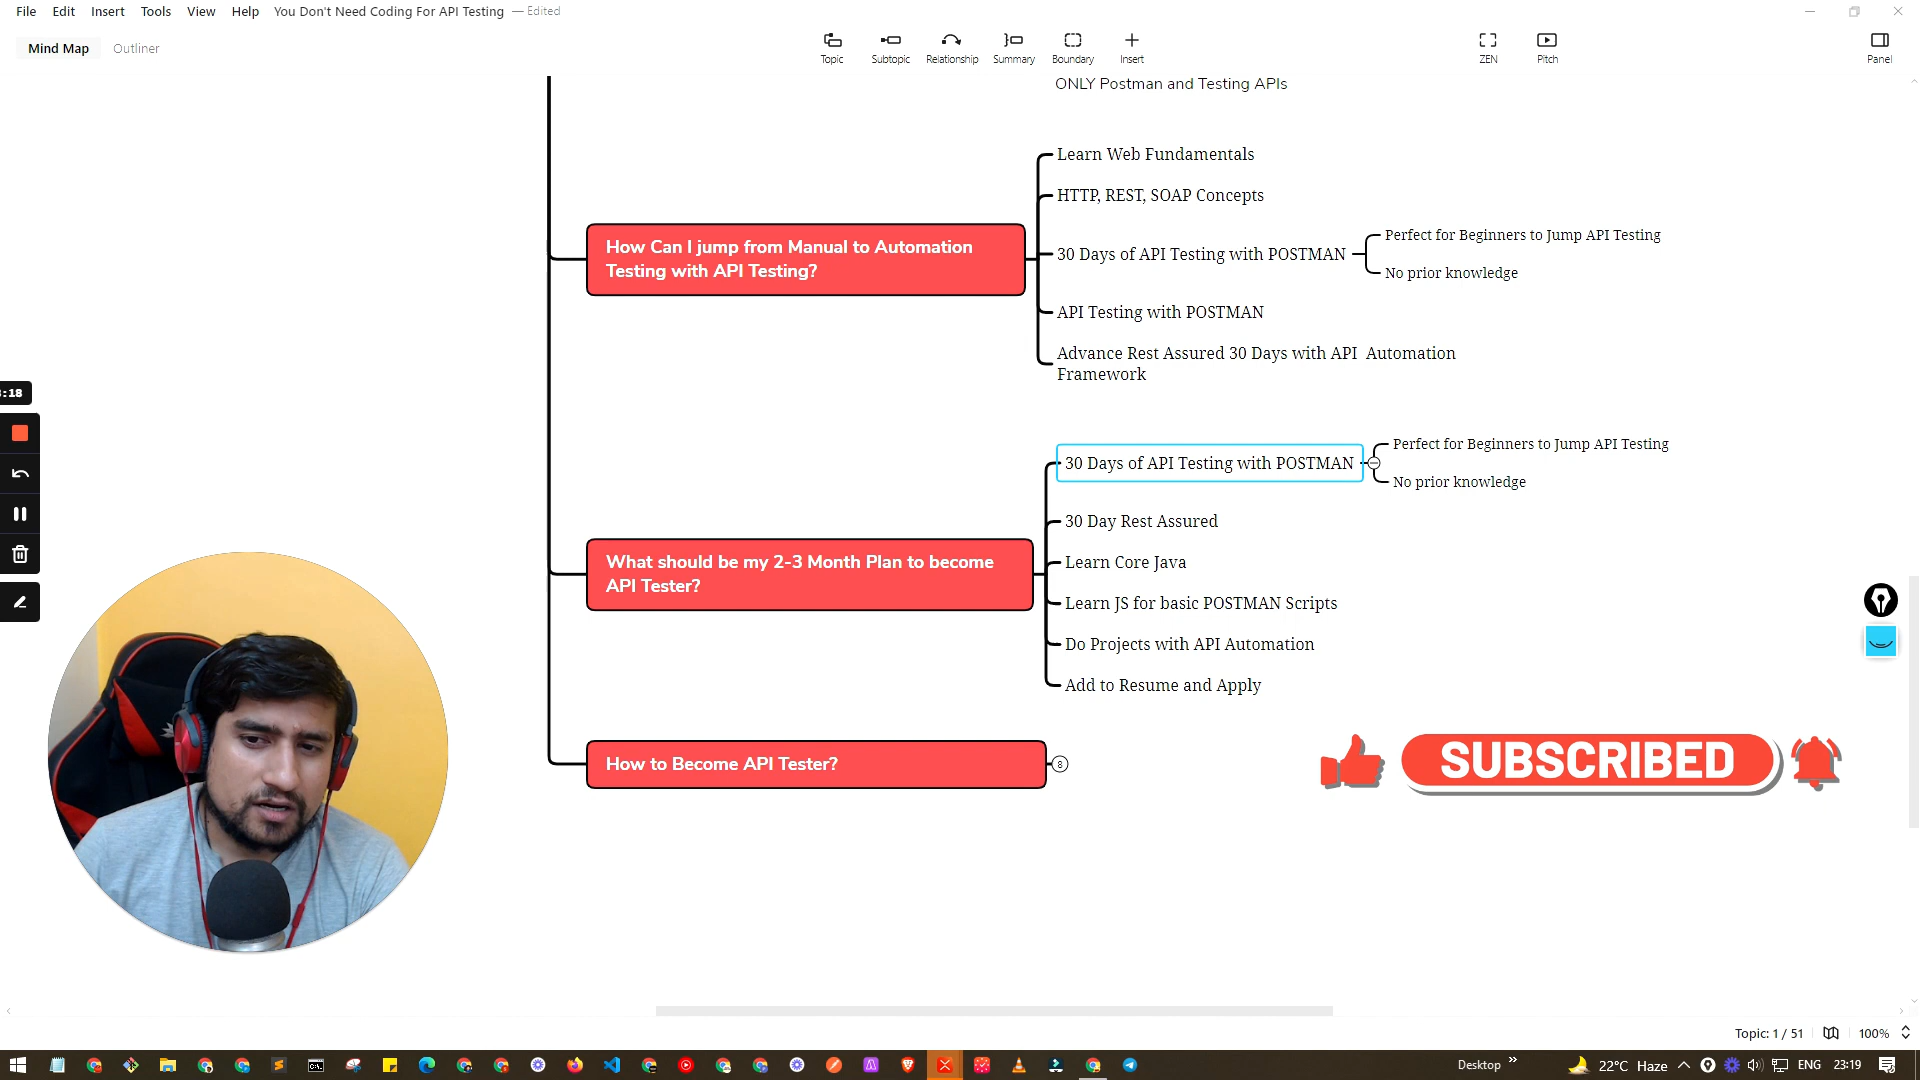 File Edit Insert Tools View Help You Don't Need Coding For API Testing — Edited
Mind Map Outliner
Topic Subtopic Relationship Summary Boundary Insert ZEN Pitch Panel
ONLY Postman and Testing APIs
How Can I jump from Manual to Automation
Testing with API Testing?
Learn Web Fundamentals
HTTP, REST, SOAP Concepts
30 Days of API Testing with POSTMAN
Perfect for Beginners to Jump API Testing
No prior knowledge
API Testing with POSTMAN
Advance Rest Assured 30 Days with API Automation
Framework
:18
What should be my 2-3 Month Plan to become
API Tester?
30 Days of API Testing with POSTMAN
Perfect for Beginners to Jump API Testing
No prior knowledge
30 Day Rest Assured
Learn Core Java
Learn JS for basic POSTMAN Scripts
Do Projects with API Automation
Add to Resume and Apply
How to Become API Tester?
8
SUBSCRIBED
Topic: 1 / 51 100%
Desktop 22°C Haze ENG 23:19